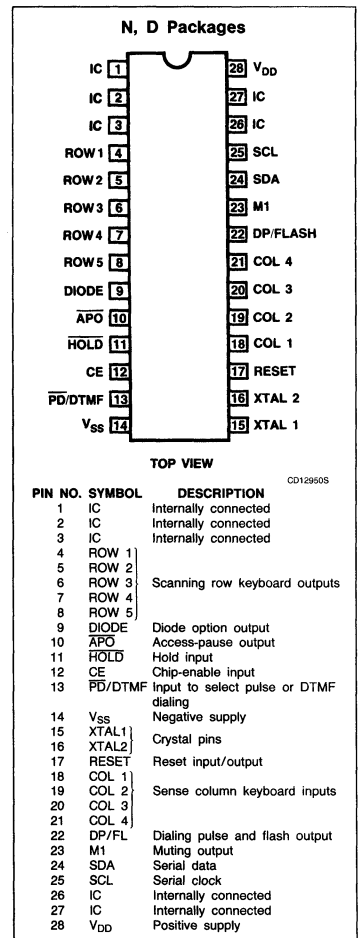 N, D Packages
IC 1 28 VDD
IC 2 27 IC
IC 3 26 IC
ROW 1 4 25 SCL
ROW 2 5 24 SDA
ROW 3 6 23 M1
ROW 4 7 22 DP/FLASH
ROW 5 8 21 COL 4
DIODE 9 20 COL 3
APO 10 19 COL 2
HOLD 11 18 COL 1
CE 12 17 RESET
PD/DTMF 13 16 XTAL 2
VSS 14 15 XTAL 1
TOP VIEW
CD12950S
PIN NO. SYMBOL DESCRIPTION
1 IC Internally connected
2 IC Internally connected
3 IC Internally connected
4 ROW 1
5 ROW 2
6 ROW 3 Scanning row keyboard outputs
7 ROW 4
8 ROW 5
9 DIODE Diode option output
10 APO Access-pause output
11 HOLD Hold input
12 CE Chip-enable input
13 PD/DTMF Input to select pulse or DTMF
dialing
14 VSS Negative supply
15 XTAL1 Crystal pins
16 XTAL2
17 RESET Reset input/output
18 COL 1
19 COL 2 Sense column keyboard inputs
20 COL 3
21 COL 4
22 DP/FL Dialing pulse and flash output
23 M1 Muting output
24 SDA Serial data
25 SCL Serial clock
26 IC Internally connected
27 IC Internally connected
28 VDD Positive supply